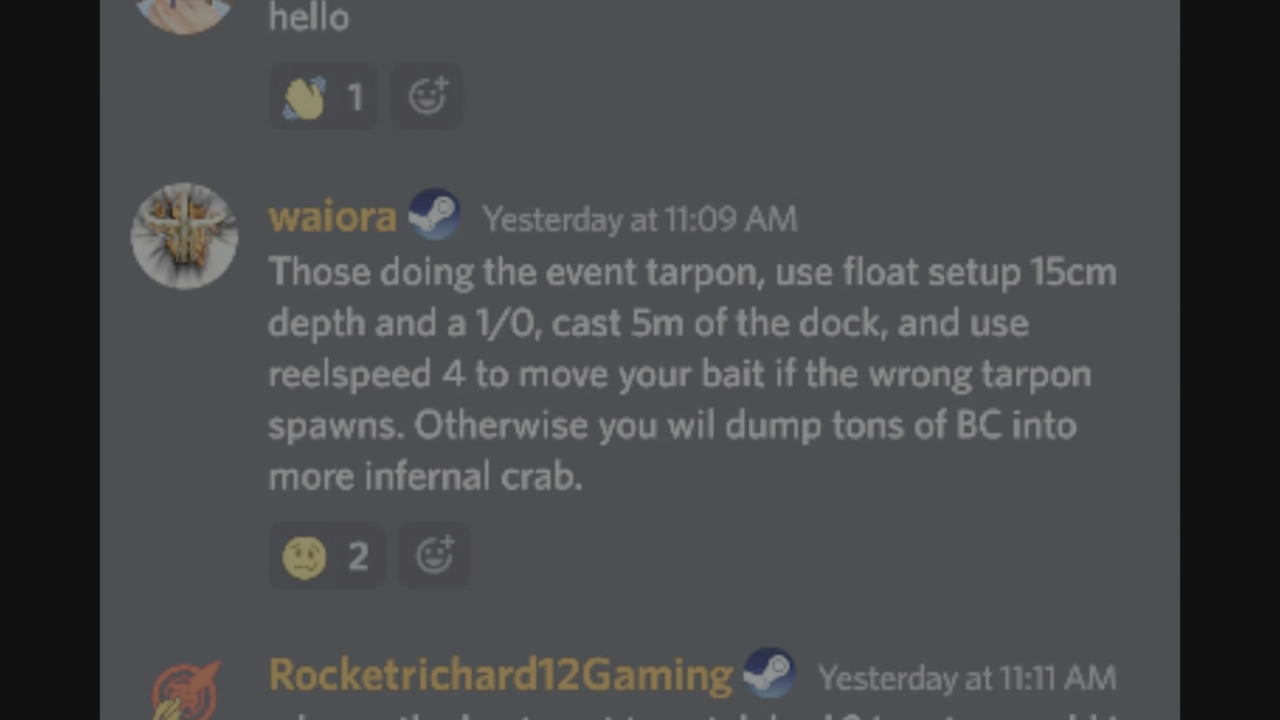 hello
1
waiora Yesterday at 11:09 AM
Those doing the event tarpon, use float setup 15cm
depth and a 1/0, cast 5m of the dock, and use
reelspeed 4 to move your bait if the wrong tarpon
spawns. Otherwise you wil dump tons of BC into
more infernal crab.
2
Rocketrichard12Gaming Yesterday at 11:11 AM